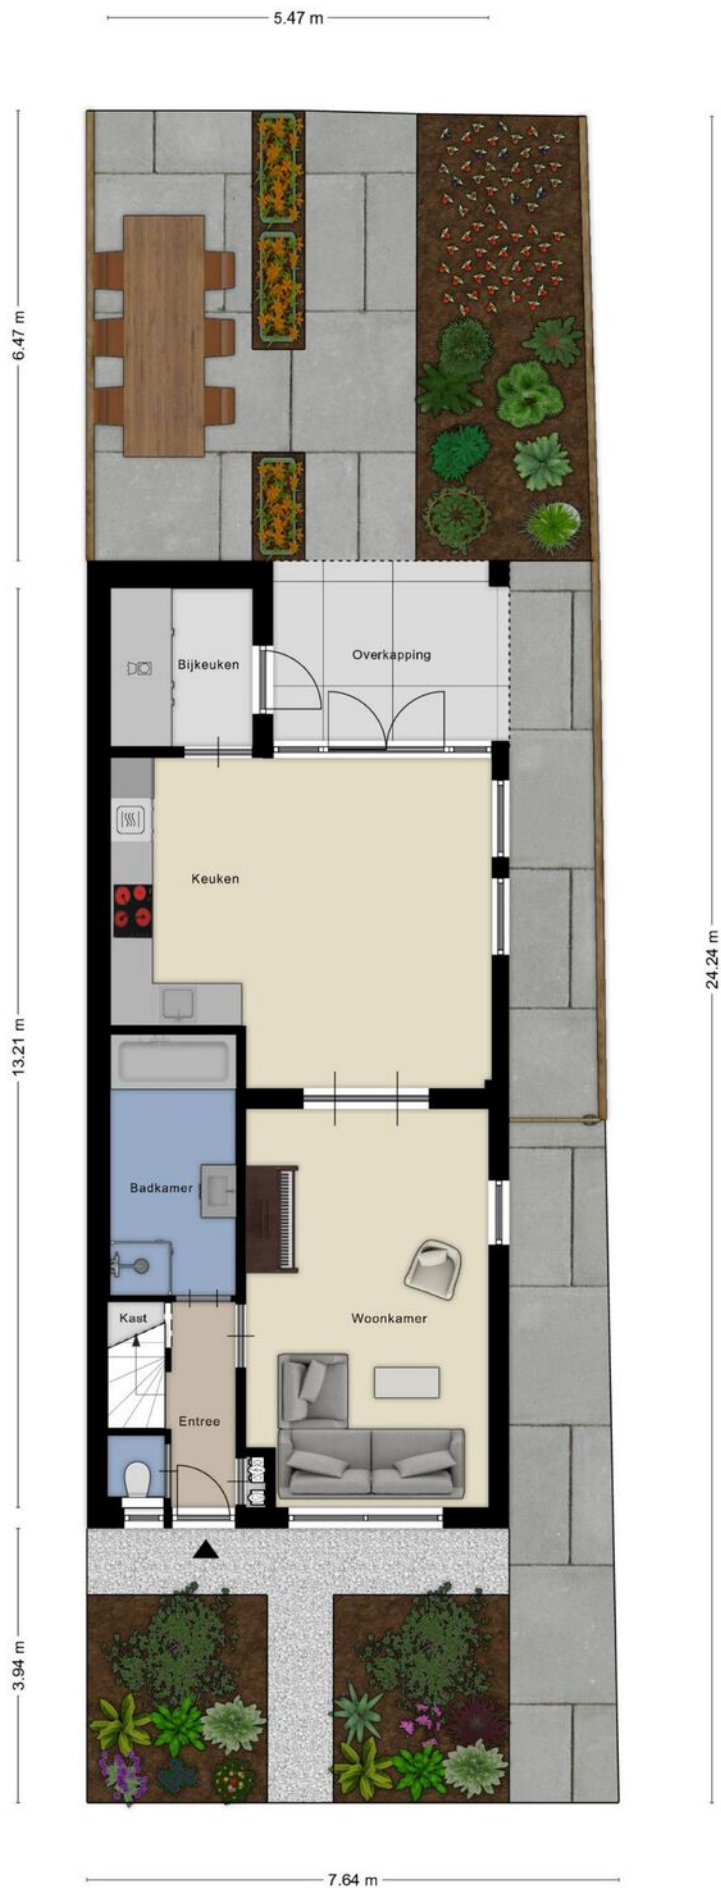 5.47 m
6.47 m
Bijkeuken
Overkapping
Keuken
24.24 m
13.21 m
Badkamer
Kast
Woonkamer
Entree
3.94 m
7.64 m